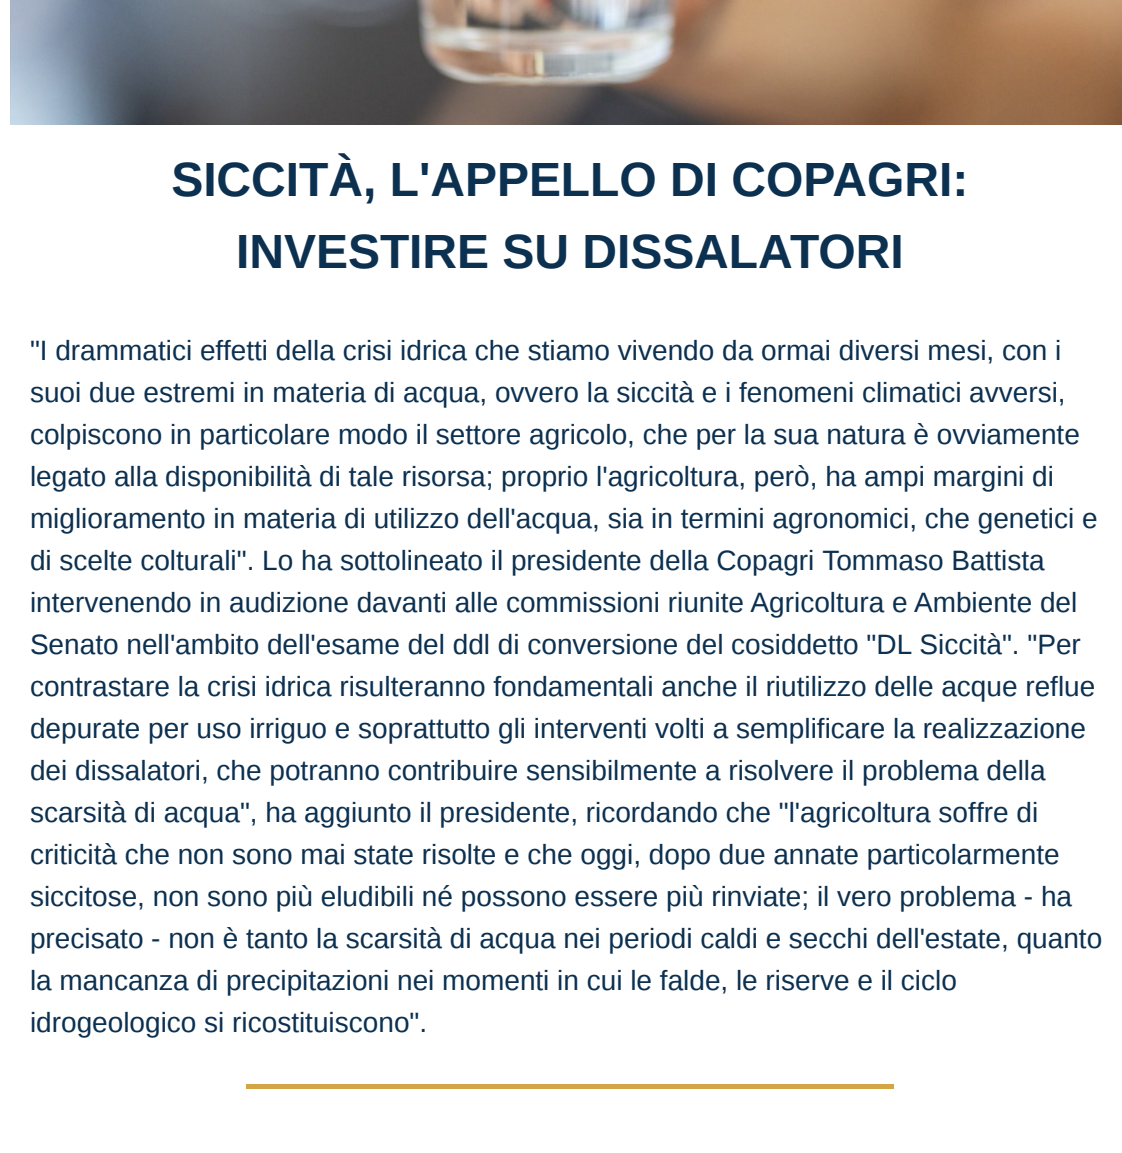 SICCITÀ, L'APPELLO DI COPAGRI:
INVESTIRE SU DISSALATORI
"I drammatici effetti della crisi idrica che stiamo vivendo da ormai diversi mesi, con i
suoi due estremi in materia di acqua, ovvero la siccità e i fenomeni climatici avversi,
colpiscono in particolare modo il settore agricolo, che per la sua natura è ovviamente
legato alla disponibilità di tale risorsa; proprio l'agricoltura, però, ha ampi margini di
miglioramento in materia di utilizzo dell'acqua, sia in termini agronomici, che genetici e
di scelte colturali". Lo ha sottolineato il presidente della Copagri Tommaso Battista
intervenendo in audizione davanti alle commissioni riunite Agricoltura e Ambiente del
Senato nell'ambito dell'esame del ddl di conversione del cosiddetto "DL Siccità". "Per
contrastare la crisi idrica risulteranno fondamentali anche il riutilizzo delle acque reflue
depurate per uso irriguo e soprattutto gli interventi volti a semplificare la realizzazione
dei dissalatori, che potranno contribuire sensibilmente a risolvere il problema della
scarsità di acqua", ha aggiunto il presidente, ricordando che "l'agricoltura soffre di
criticità che non sono mai state risolte e che oggi, dopo due annate particolarmente
siccitose, non sono più eludibili né possono essere più rinviate; il vero problema - ha
precisato - non è tanto la scarsità di acqua nei periodi caldi e secchi dell'estate, quanto
la mancanza di precipitazioni nei momenti in cui le falde, le riserve e il ciclo
idrogeologico si ricostituiscono".